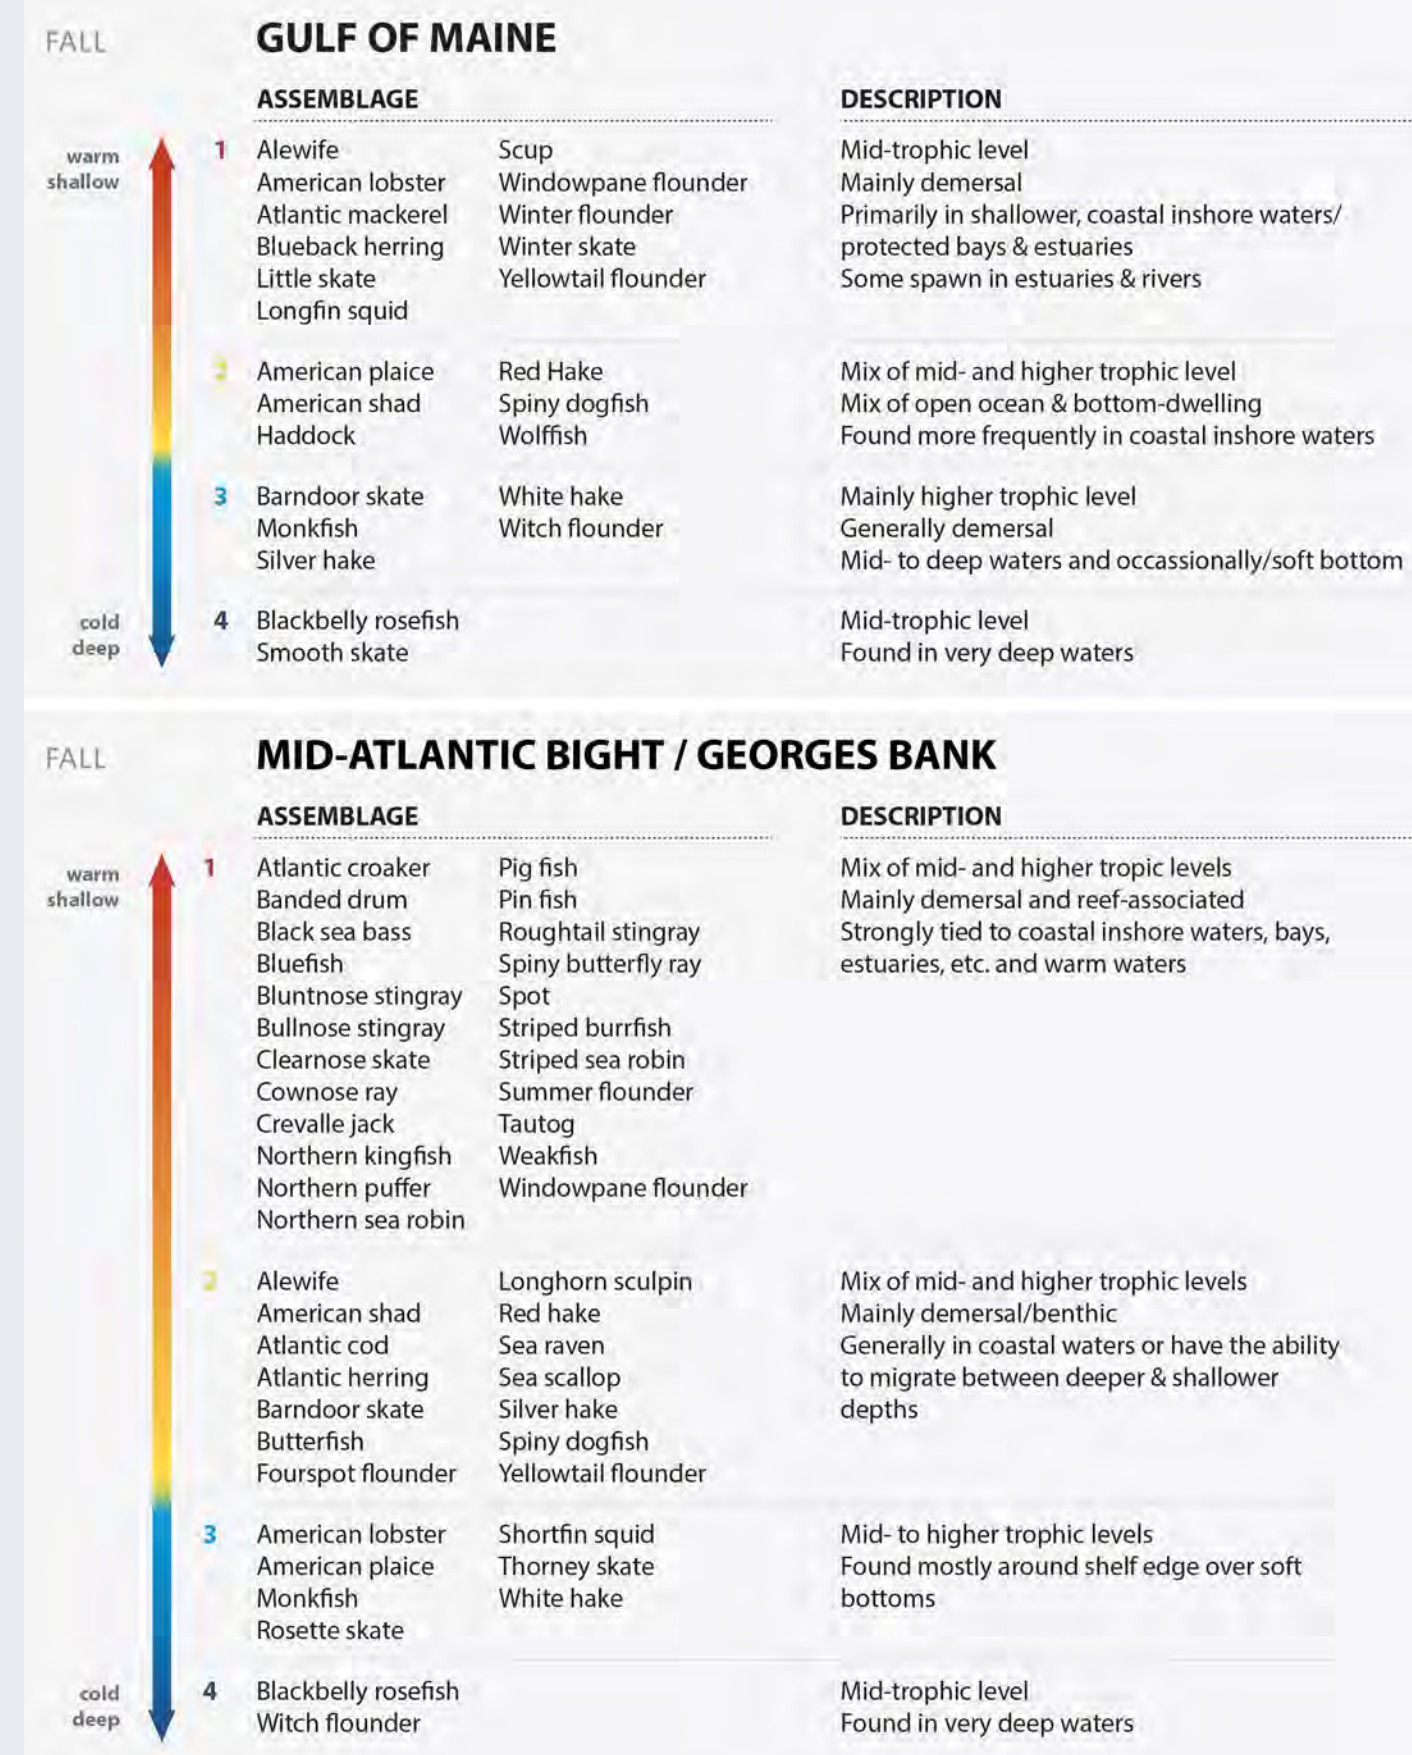 FALL
GULF OF MAINE
ASSEMBLAGE
DESCRIPTION
warm
shallow
1
Alewife
American lobster
Atlantic mackerel
Blueback herring
Little skate
Longfin squid
Scup
Windowpane flounder
Winter flounder
Winter skate
Yellowtail flounder
Mid-trophic level
Mainly demersal
Primarily in shallower, coastal inshore waters/
protected bays & estuaries
Some spawn in estuaries & rivers
2
American plaice
American shad
Haddock
Red Hake
Spiny dogfish
Wolffish
Mix of mid- and higher trophic level
Mix of open ocean & bottom-dwelling
Found more frequently in coastal inshore waters
3
Barndoor skate
Monkfish
Silver hake
White hake
Witch flounder
Mainly higher trophic level
Generally demersal
Mid- to deep waters and occassionally/soft bottom
cold
deep
4
Blackbelly rosefish
Smooth skate
Mid-trophic level
Found in very deep waters
FALL
MID-ATLANTIC BIGHT / GEORGES BANK
ASSEMBLAGE
DESCRIPTION
warm
shallow
1
Atlantic croaker
Banded drum
Black sea bass
Bluefish
Bluntnose stingray
Bullnose stingray
Clearnose skate
Cownose ray
Crevalle jack
Northern kingfish
Northern puffer
Northern sea robin
Pig fish
Pin fish
Roughtail stingray
Spiny butterfly ray
Spot
Striped burrfish
Striped sea robin
Summer flounder
Tautog
Weakfish
Windowpane flounder
Mix of mid- and higher tropic levels
Mainly demersal and reef-associated
Strongly tied to coastal inshore waters, bays,
estuaries, etc. and warm waters
2
Alewife
American shad
Atlantic cod
Atlantic herring
Barndoor skate
Butterfish
Fourspot flounder
Longhorn sculpin
Red hake
Sea raven
Sea scallop
Silver hake
Spiny dogfish
Yellowtail flounder
Mix of mid- and higher trophic levels
Mainly demersal/benthic
Generally in coastal waters or have the ability
to migrate between deeper & shallower
depths
3
American lobster
American plaice
Monkfish
Rosette skate
Shortfin squid
Thorney skate
White hake
Mid- to higher trophic levels
Found mostly around shelf edge over soft
bottoms
cold
deep
4
Blackbelly rosefish
Witch flounder
Mid-trophic level
Found in very deep waters